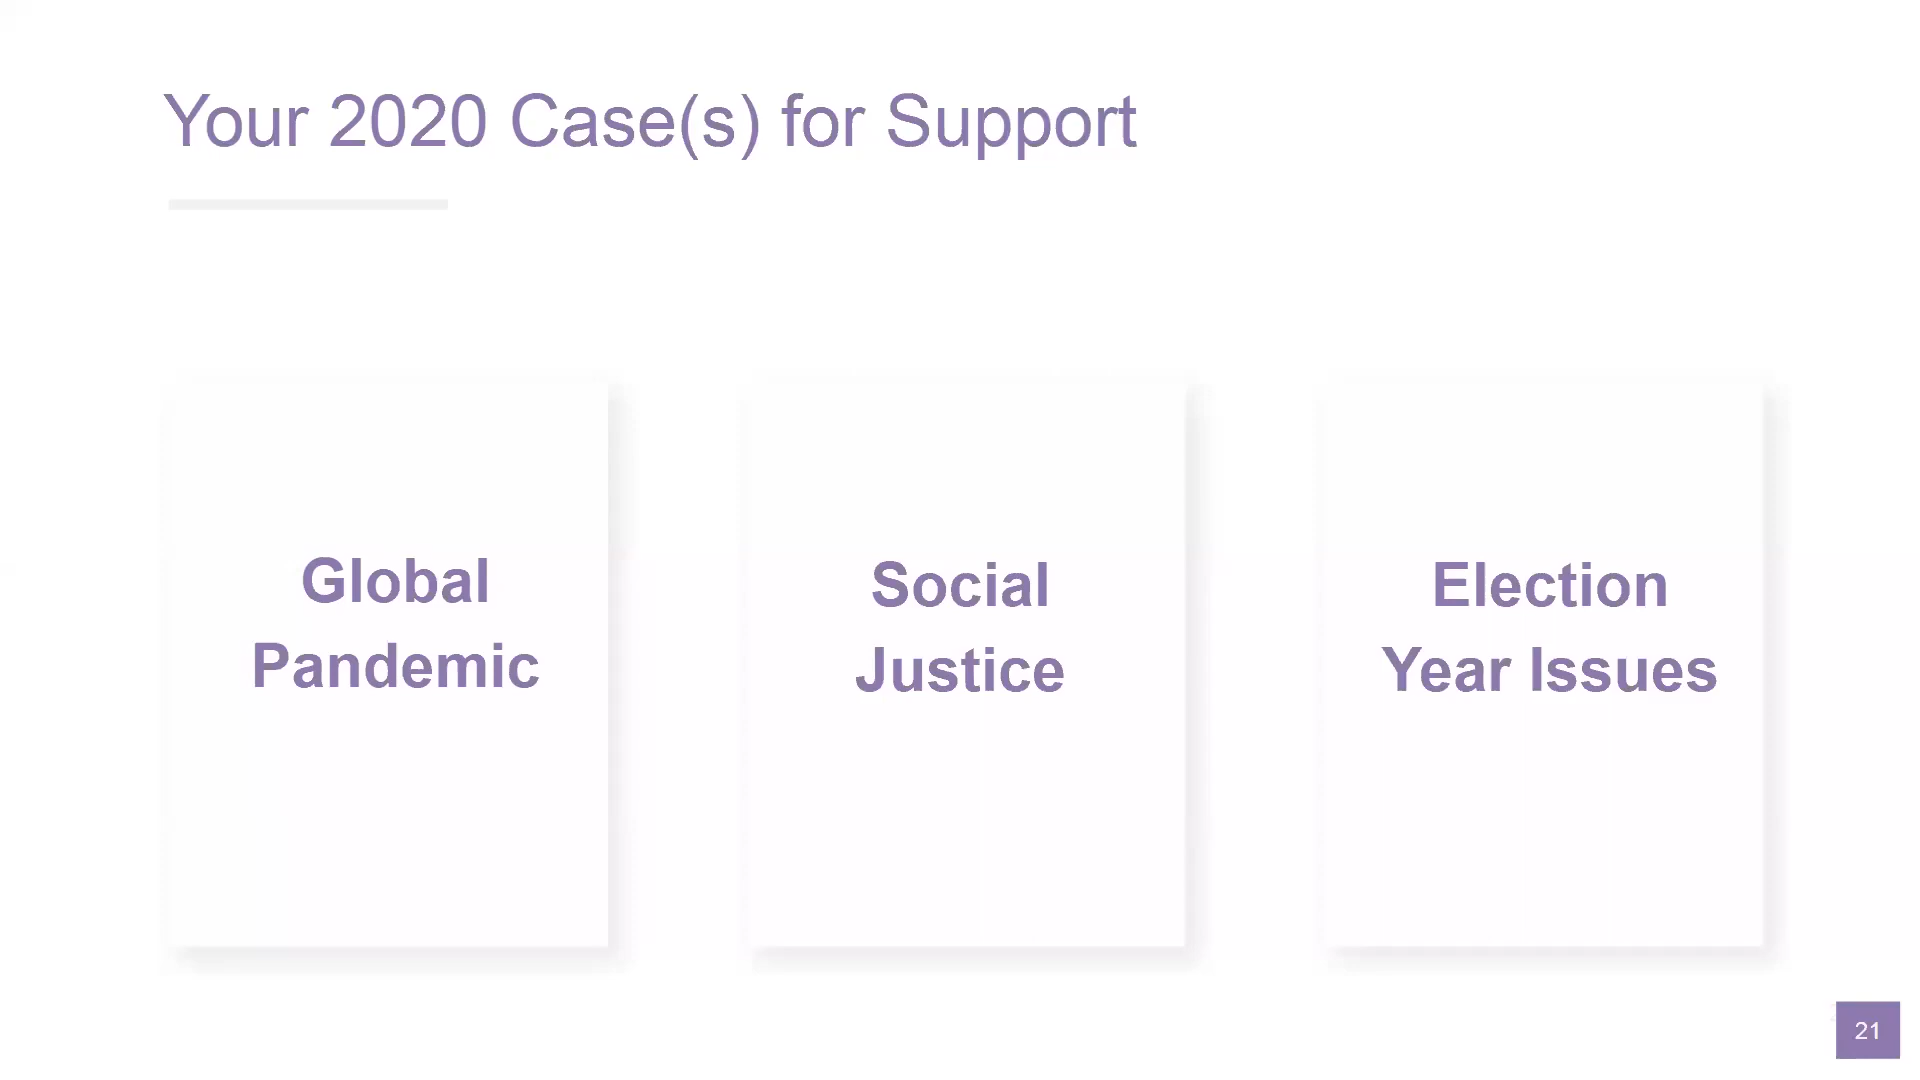 Your 2020 Case(s) for Support
Global
Pandemic
Social
Justice
Election
Year Issues
21